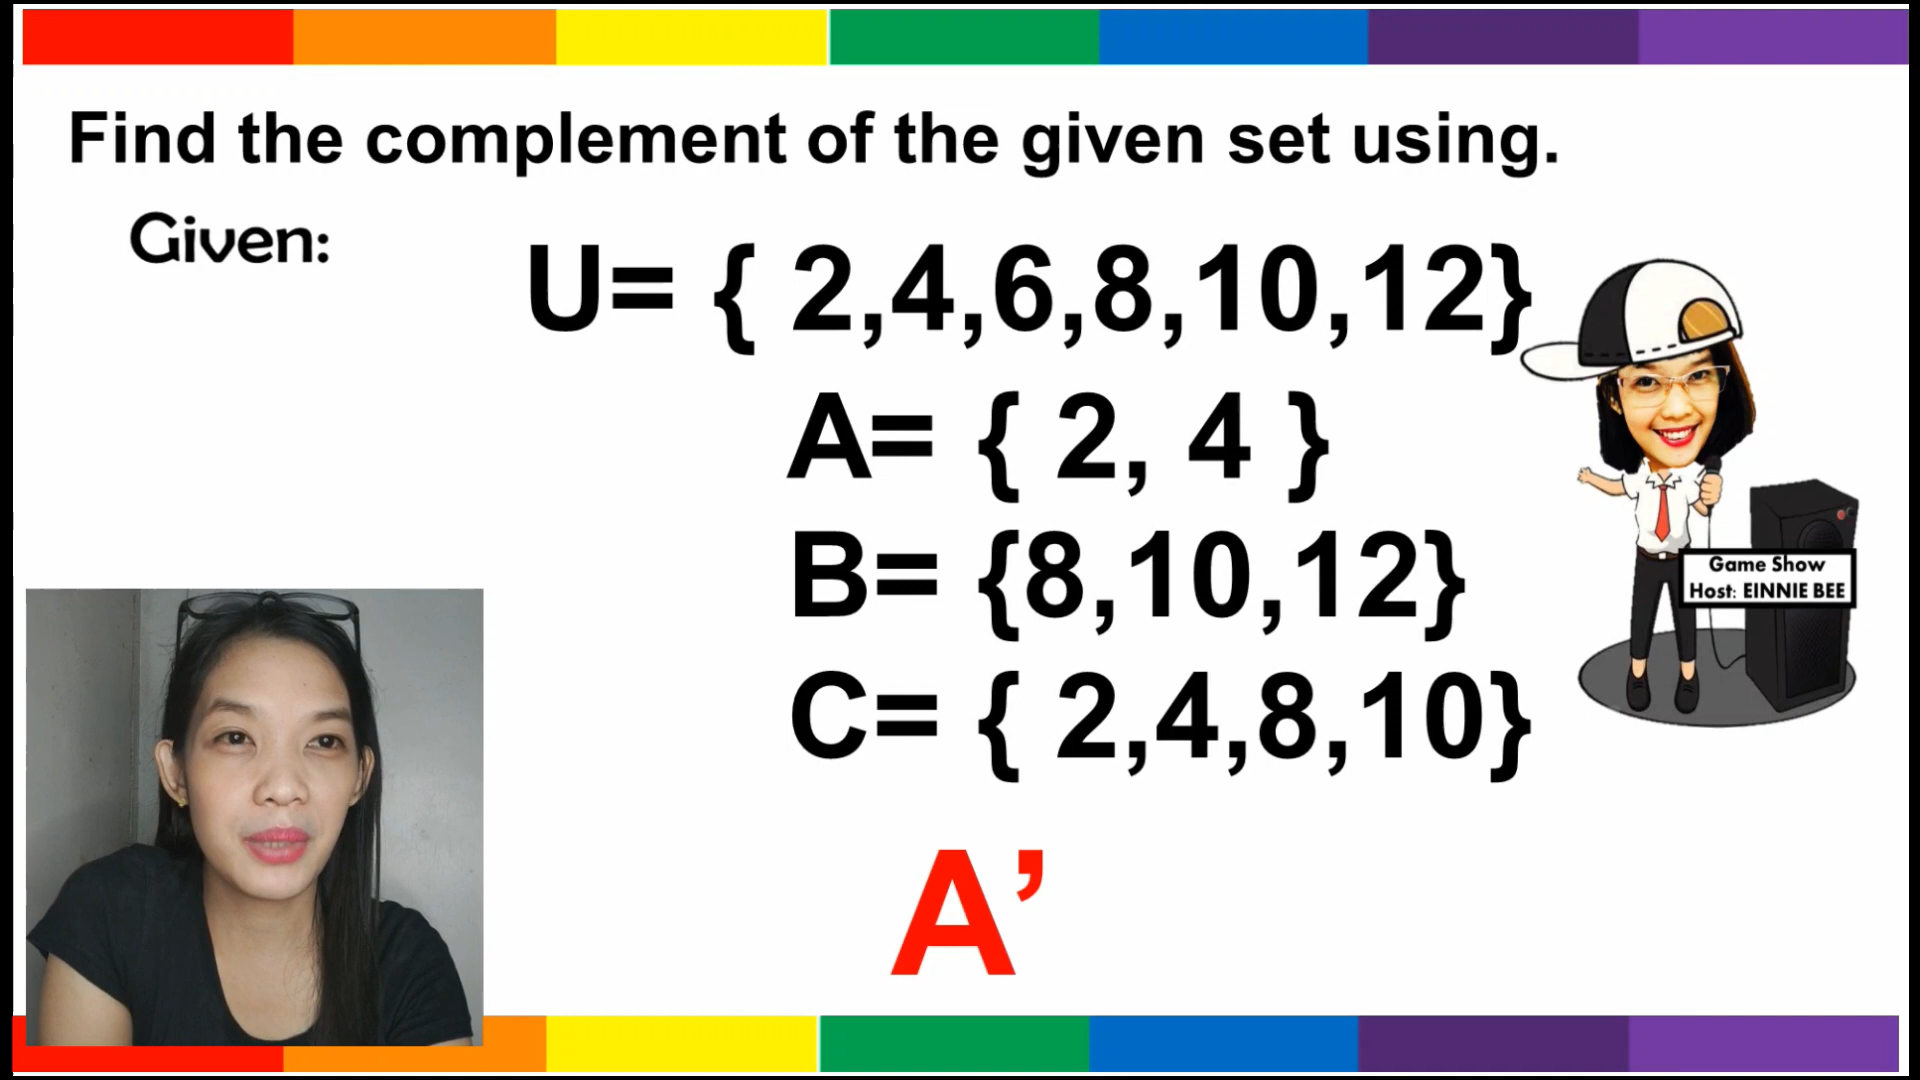 Find the complement of the given set using.
Given:
U= { 2,4,6,8,10,12}
A= { 2, 4 }
B= {8,10,12}
C= { 2,4,8,10}
Game Show
Host: EINNIE BEE
A’